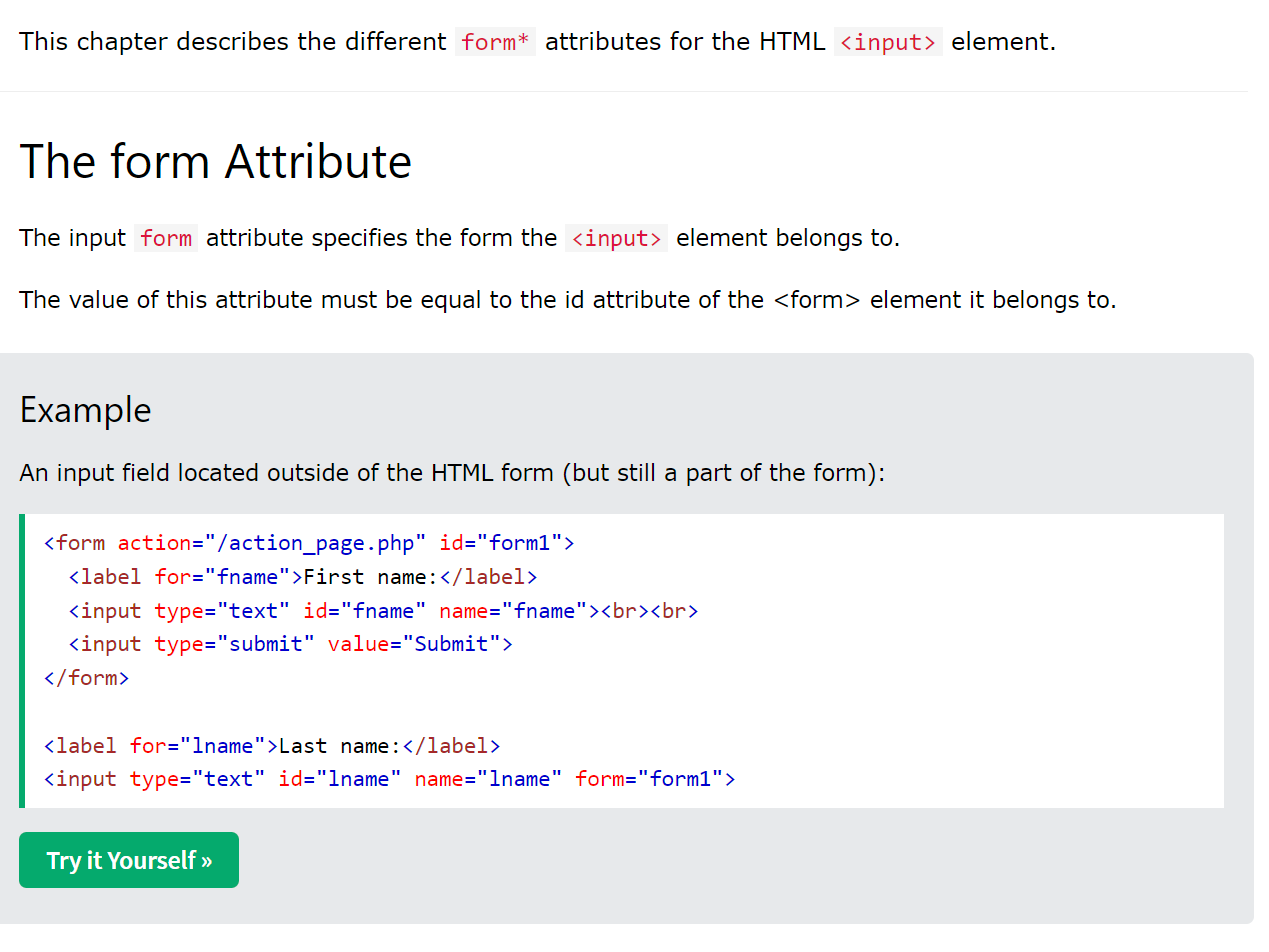 This chapter describes the different form* attributes for the HTML <input> element.
The form Attribute
The input form attribute specifies the form the <input> element belongs to.
The value of this attribute must be equal to the id attribute of the <form> element it belongs to.
Example
An input field located outside of the HTML form (but still a part of the form):
<form action="/action_page.php" id="form1">
  <label for="fname">First name:</label>
  <input type="text" id="fname" name="fname"><br><br>
  <input type="submit" value="Submit">
</form>
<label for="lname">Last name:</label>
<input type="text" id="lname" name="lname" form="form1">
Try it Yourself »